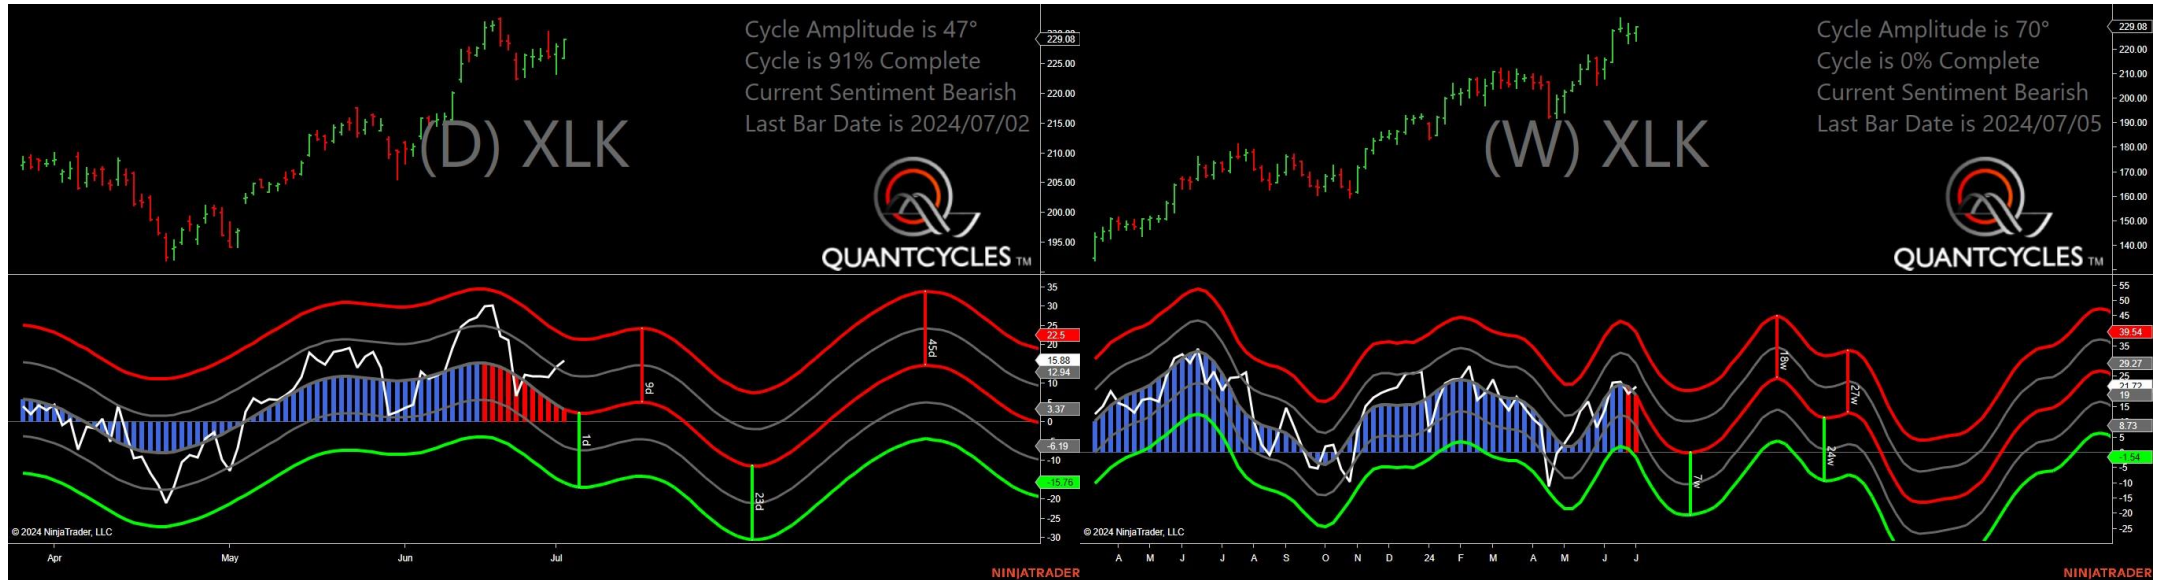 Cycle Amplitude is 47°
Cycle is 91% Complete
Current Sentiment Bearish
Last Bar Date is 2024/07/02
(D) XLK
QUANTCYCLES TM
229.08
225.00
220.00
215.00
210.00
205.00
200.00
195.00
35
30
25
22.5
20
15.88
12.94
10
5
3.37
0
-6.19
-10
-15.76
-20
-25
-30
9d
45d
1d
23d
© 2024 NinjaTrader, LLC
Apr May Jun Jul
NINJATRADER
Cycle Amplitude is 70°
Cycle is 0% Complete
Current Sentiment Bearish
Last Bar Date is 2024/07/05
(W) XLK
QUANTCYCLES TM
229.08
220.00
210.00
200.00
190.00
180.00
170.00
160.00
150.00
140.00
55
50
45
39.54
35
29.27
25
21.72
19
15
8.73
5
-1.54
-5
-10
-15
-20
-25
18w
27w
7w
24w
© 2024 NinjaTrader, LLC
A M J J A S O N D 24 F M A M J J
NINJATRADER